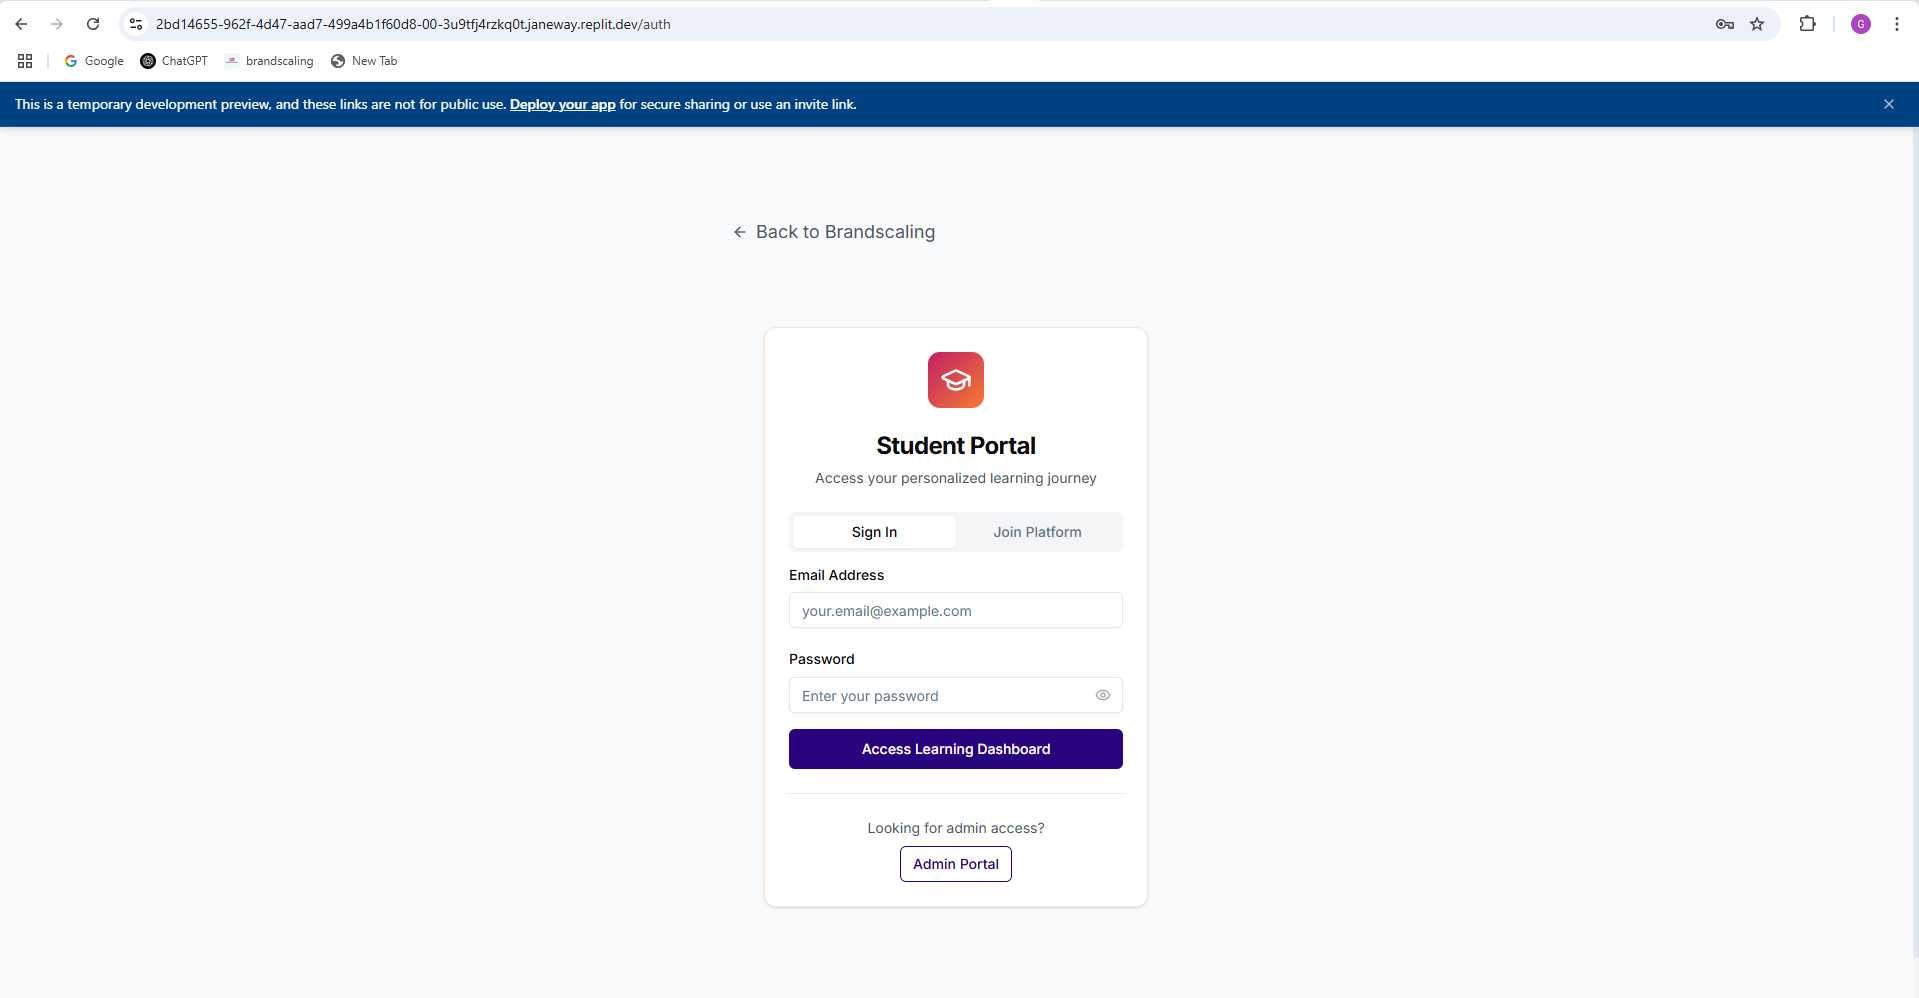 2bd14655-962f-4d47-aad7-499a4b1f60d8-00-3u9tfj4rzkq0t.janeway.replit.dev/auth
G
Google
ChatGPT
brandscaling
New Tab
This is a temporary development preview, and these links are not for public use. Deploy your app for secure sharing or use an invite link.
Back to Brandscaling
Student Portal
Access your personalized learning journey
Sign In
Join Platform
Email Address
your.email@example.com
Password
Enter your password
Access Learning Dashboard
Looking for admin access?
Admin Portal